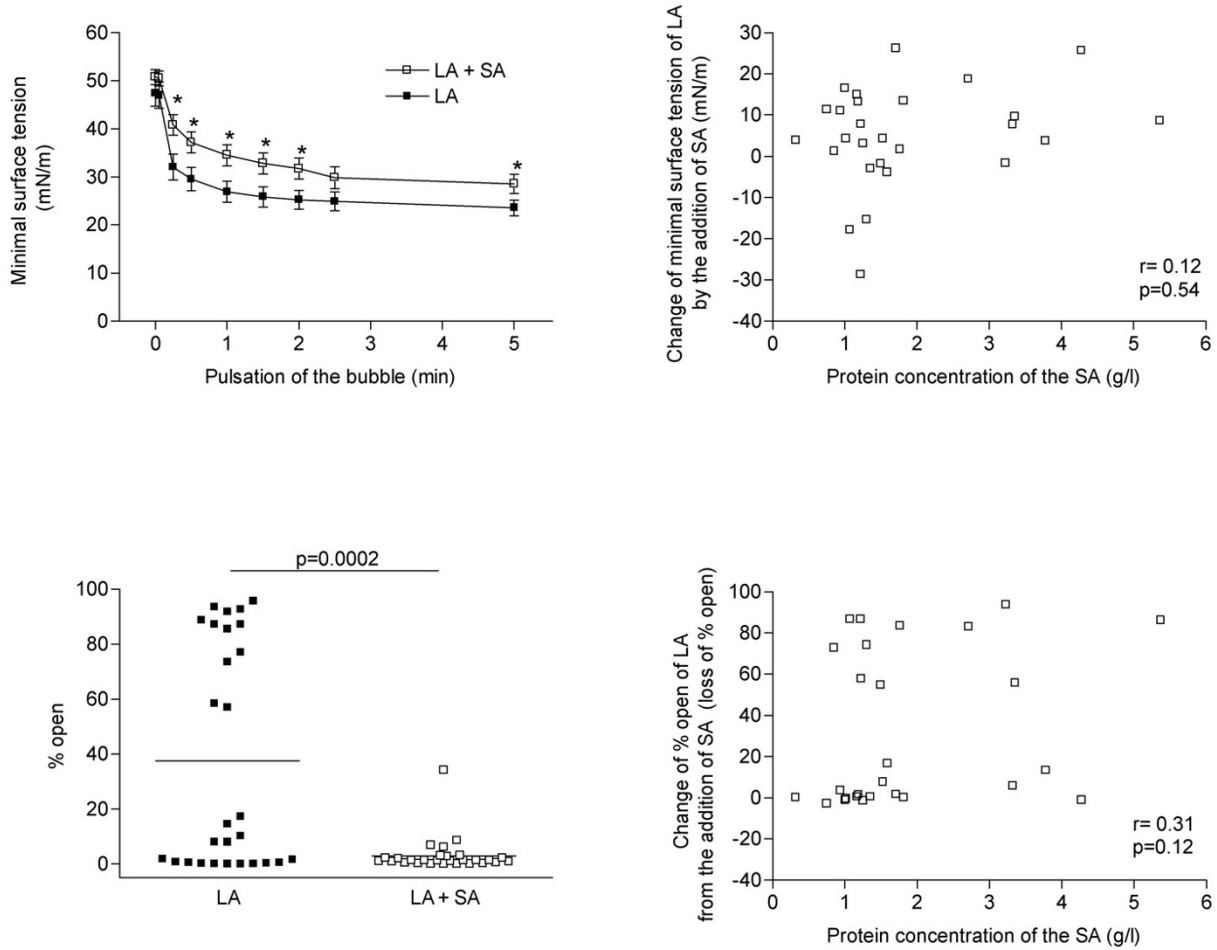 Minimal surface tension
(mN/m)
60
50
40
30
20
10
0
*
*
*
*
*
*
*
LA + SA
LA
0
1
2
3
4
5
Pulsation of the bubble (min)
Change of minimal surface tension of LA
by the addition of SA (mN/m)
30
20
10
0
-10
-20
-30
-40
r= 0.12
p=0.54
0
1
2
3
4
5
6
Protein concentration of the SA (g/l)
p=0.0002
% open
100
80
60
40
20
0
LA
LA + SA
Change of % open of LA
from the addition of SA (loss of % open)
100
80
60
40
20
0
-20
-40
r= 0.31
p=0.12
0
1
2
3
4
5
6
Protein concentration of the SA (g/l)